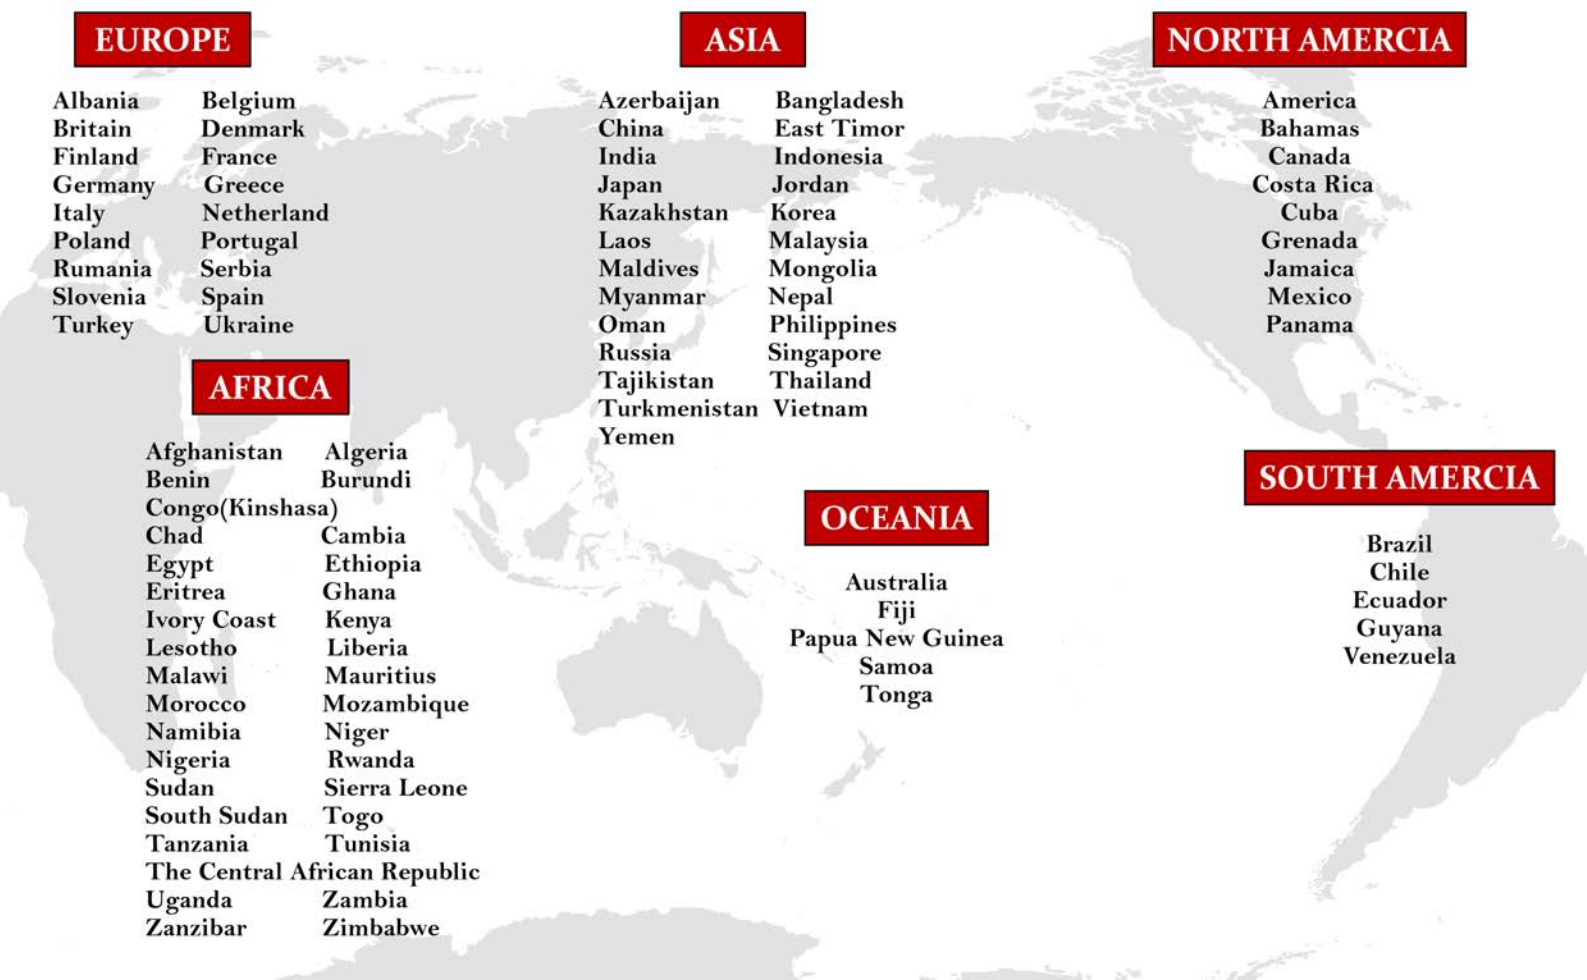 EUROPE
Albania Belgium
Britain Denmark
Finland France
Germany Greece
Italy Netherland
Poland Portugal
Rumania Serbia
Slovenia Spain
Turkey Ukraine
AFRICA
Afghanistan Algeria
Benin Burundi
Congo(Kinshasa)
Chad Cambia
Egypt Ethiopia
Eritrea Ghana
Ivory Coast Kenya
Lesotho Liberia
Malawi Mauritius
Morocco Mozambique
Namibia Niger
Nigeria Rwanda
Sudan Sierra Leone
South Sudan Togo
Tanzania Tunisia
The Central African Republic
Uganda Zambia
Zanzibar Zimbabwe
ASIA
Azerbaijan Bangladesh
China East Timor
India Indonesia
Japan Jordan
Kazakhstan Korea
Laos Malaysia
Maldives Mongolia
Myanmar Nepal
Oman Philippines
Russia Singapore
Tajikistan Thailand
Turkmenistan Vietnam
Yemen
OCEANIA
Australia
Fiji
Papua New Guinea
Samoa
Tonga
NORTH AMERCIA
America
Bahamas
Canada
Costa Rica
Cuba
Grenada
Jamaica
Mexico
Panama
SOUTH AMERCIA
Brazil
Chile
Ecuador
Guyana
Venezuela